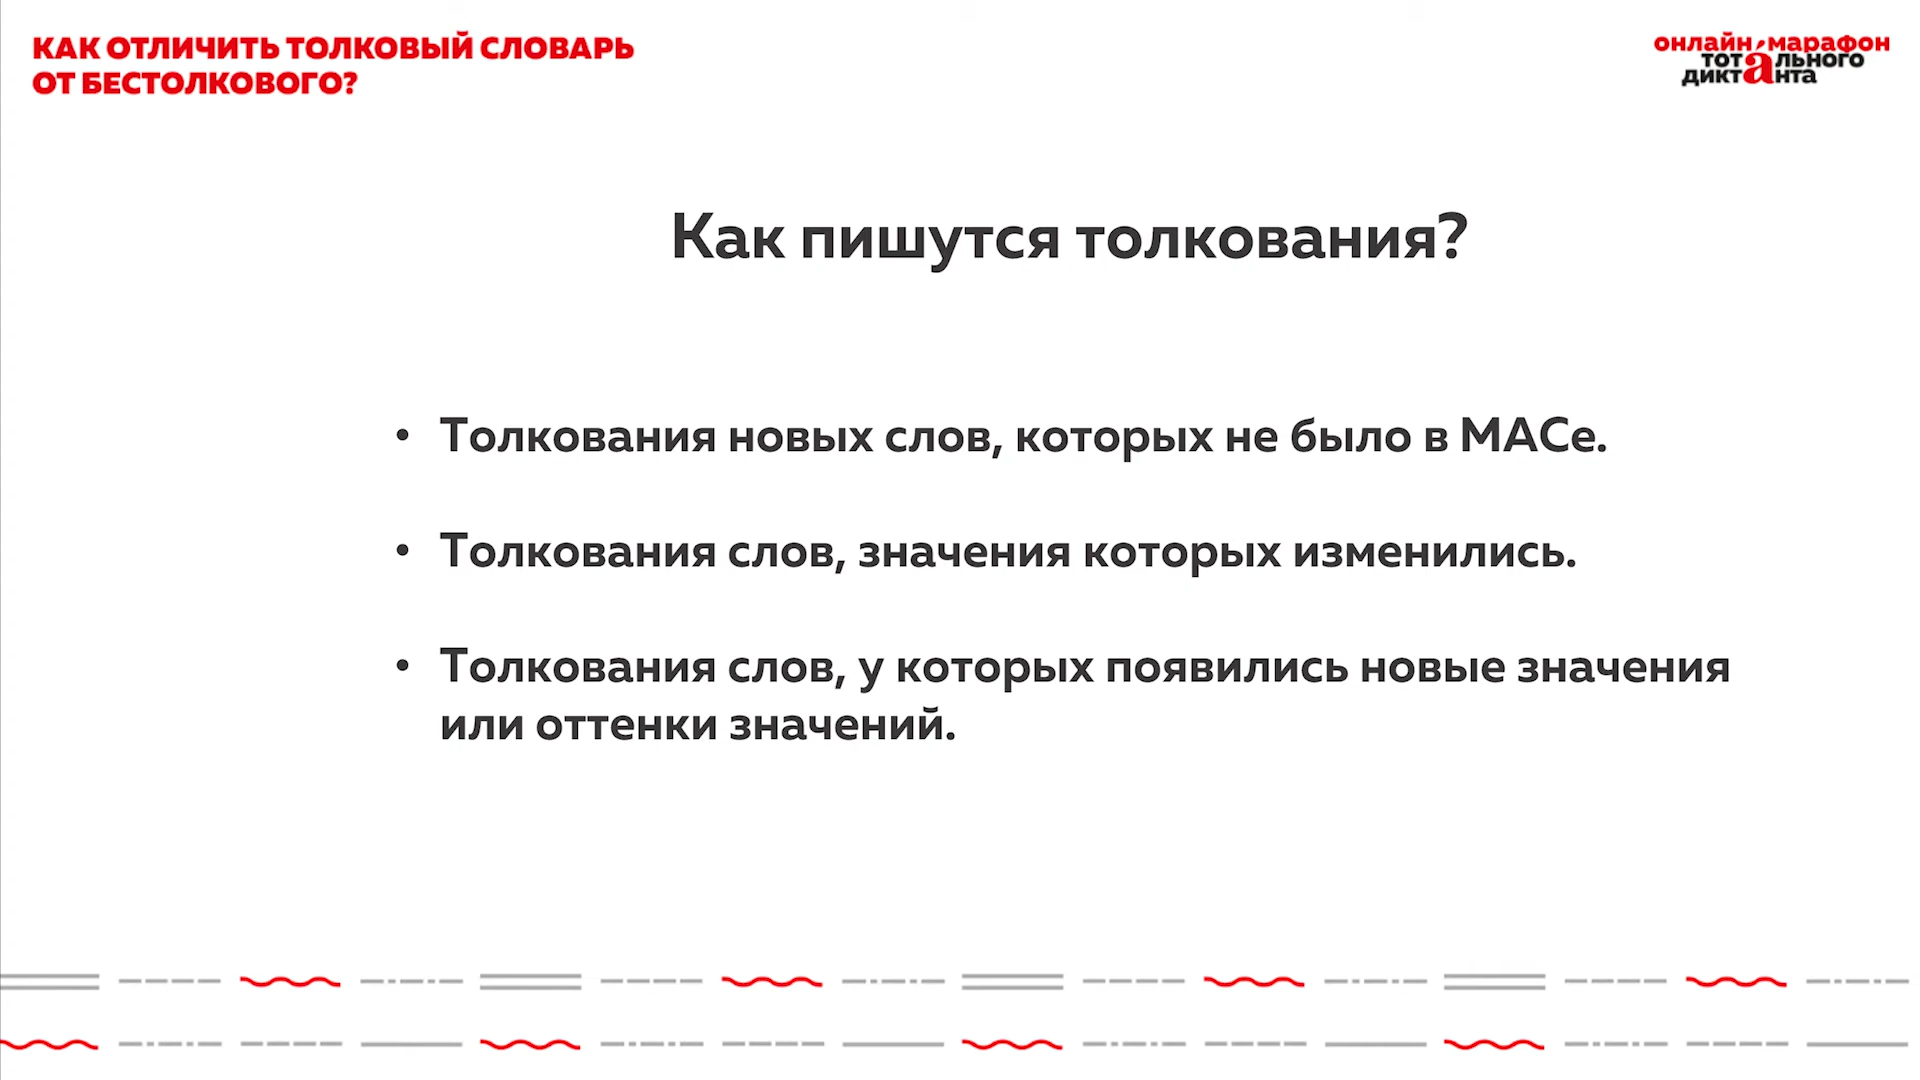 КАК ОТЛИЧИТЬ ТОЛКОВЫЙ СЛОВАРЬ
ОТ БЕСТОЛКОВОГО?
онлайн-марафон
тотального
диктанта
Как пишутся толкования?
• Толкования новых слов, которых не было в МАСе.
• Толкования слов, значения которых изменились.
• Толкования слов, у которых появились новые значения
или оттенки значений.